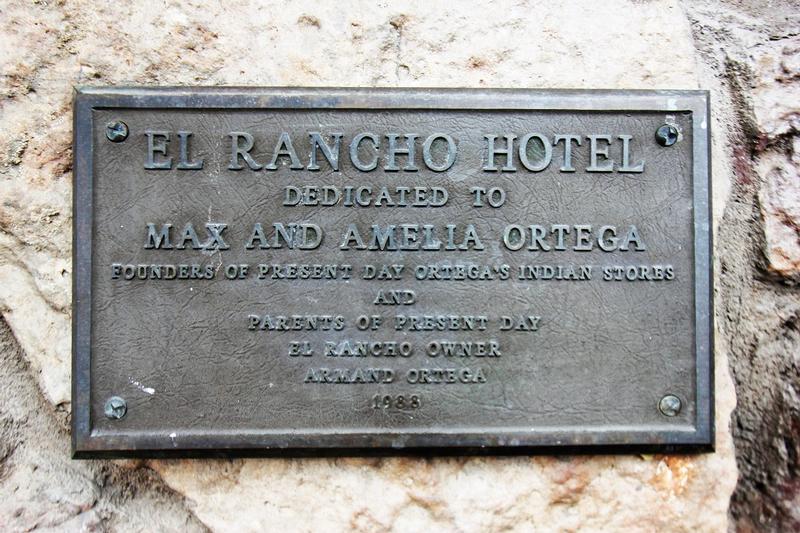 EL RANCHO HOTEL
DEDICATED TO
MAX AND AMELIA ORTEGA
FOUNDERS OF PRESENT DAY ORTEGA'S INDIAN STORES
AND
PARENTS OF PRESENT DAY
EL RANCHO OWNER
ARMAND ORTEGA
1988